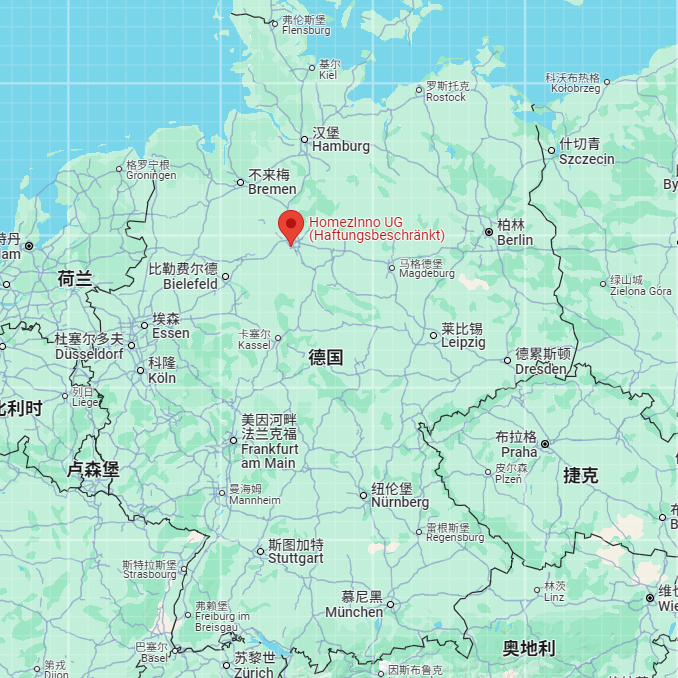 弗伦斯堡
Flensburg
基尔
Kiel
罗斯托克
Rostock
科沃布热格
Kołobrzeg
汉堡
Hamburg
什切青
Szczecin
格罗宁根
Groningen
不来梅
Bremen
By
HomezInno UG
(Haftungsbeschränkt)
柏林
Berlin
特丹
am
荷兰
比勒费尔德
Bielefeld
马格德堡
Magdeburg
绿山城
Zielona Góra
埃森
Essen
杜塞尔多夫
Düsseldorf
卡塞尔
Kassel
莱比锡
Leipzig
德国
科隆
Köln
德累斯顿
Dresden
列日
Liège
比利时
美因河畔
法兰克福
Frankfurt
am Main
布拉格
Praha
卢森堡
皮尔森
Plzeň
捷克
曼海姆
Mannheim
纽伦堡
Nürnberg
布
B
雷根斯堡
Regensburg
斯图加特
Stuttgart
斯特拉斯堡
Strasbourg
林茨
Linz
维也
Wie
慕尼黑
München
弗赖堡
Freiburg im
Breisgau
巴塞尔
Basel
苏黎世
Zürich
奥地利
第戎
Dijon
因斯布鲁克